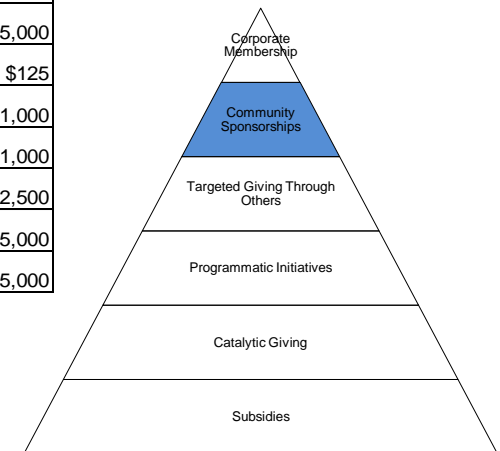 5,000
$125
1,000
1,000
2,500
5,000
5,000
Corporate
Membership
Community
Sponsorships
Targeted Giving Through
Others
Programmatic Initiatives
Catalytic Giving
Subsidies